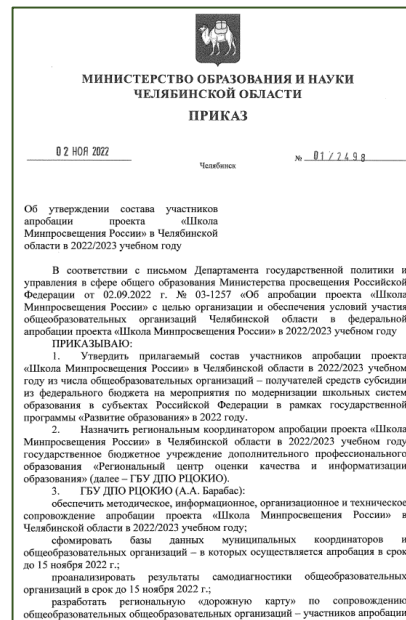 МИНИСТЕРСТВО ОБРАЗОВАНИЯ И НАУКИ
ЧЕЛЯБИНСКОЙ ОБЛАСТИ
ПРИКАЗ
02 НОЯ 2022
№ 01/2498
Челябинск
Об утверждении состава участников
апробации проекта «Школа
Минпросвещения России» в Челябинской
области в 2022/2023 учебном году
В соответствии с письмом Департамента государственной политики и
управления в сфере общего образования Министерства просвещения Российской
Федерации от 02.09.2022 г. № 03-1257 «Об апробации проекта «Школа
Минпросвещения России» с целью организации и обеспечения условий участия
общеобразовательных организаций Челябинской области в федеральной
апробации проекта «Школа Минпросвещения России» в 2022/2023 учебном году
ПРИКАЗЫВАЮ:
1. Утвердить прилагаемый состав участников апробации проекта
«Школа Минпросвещения России» в Челябинской области в 2022/2023 учебном
году из числа общеобразовательных организаций – получателей средств субсидии
из федерального бюджета на мероприятия по модернизации школьных систем
образования в субъектах Российской Федерации в рамках государственной
программы «Развитие образования» в 2022 году.
2. Назначить региональным координатором апробации проекта «Школа
Минпросвещения России» в Челябинской области в 2022/2023 учебном году
государственное бюджетное учреждение дополнительного профессионального
образования «Региональный центр оценки качества и информатизации
образования» (далее – ГБУ ДПО РЦОКИО).
3. ГБУ ДПО РЦОКИО (А.А. Барабас):
обеспечить методическое, информационное, организационное и техническое
сопровождение апробации проекта «Школа Минпросвещения России» в
Челябинской области в 2022/2023 учебном году;
сформировать базы данных муниципальных координаторов и
общеобразовательных организаций – в которых осуществляется апробация в срок
до 15 ноября 2022 г.;
проанализировать результаты самодиагностики общеобразовательных
организаций в срок до 15 ноября 2022 г.;
разработать региональную «дорожную карту» по сопровождению
общеобразовательных общеобразовательных организаций – участников апробации